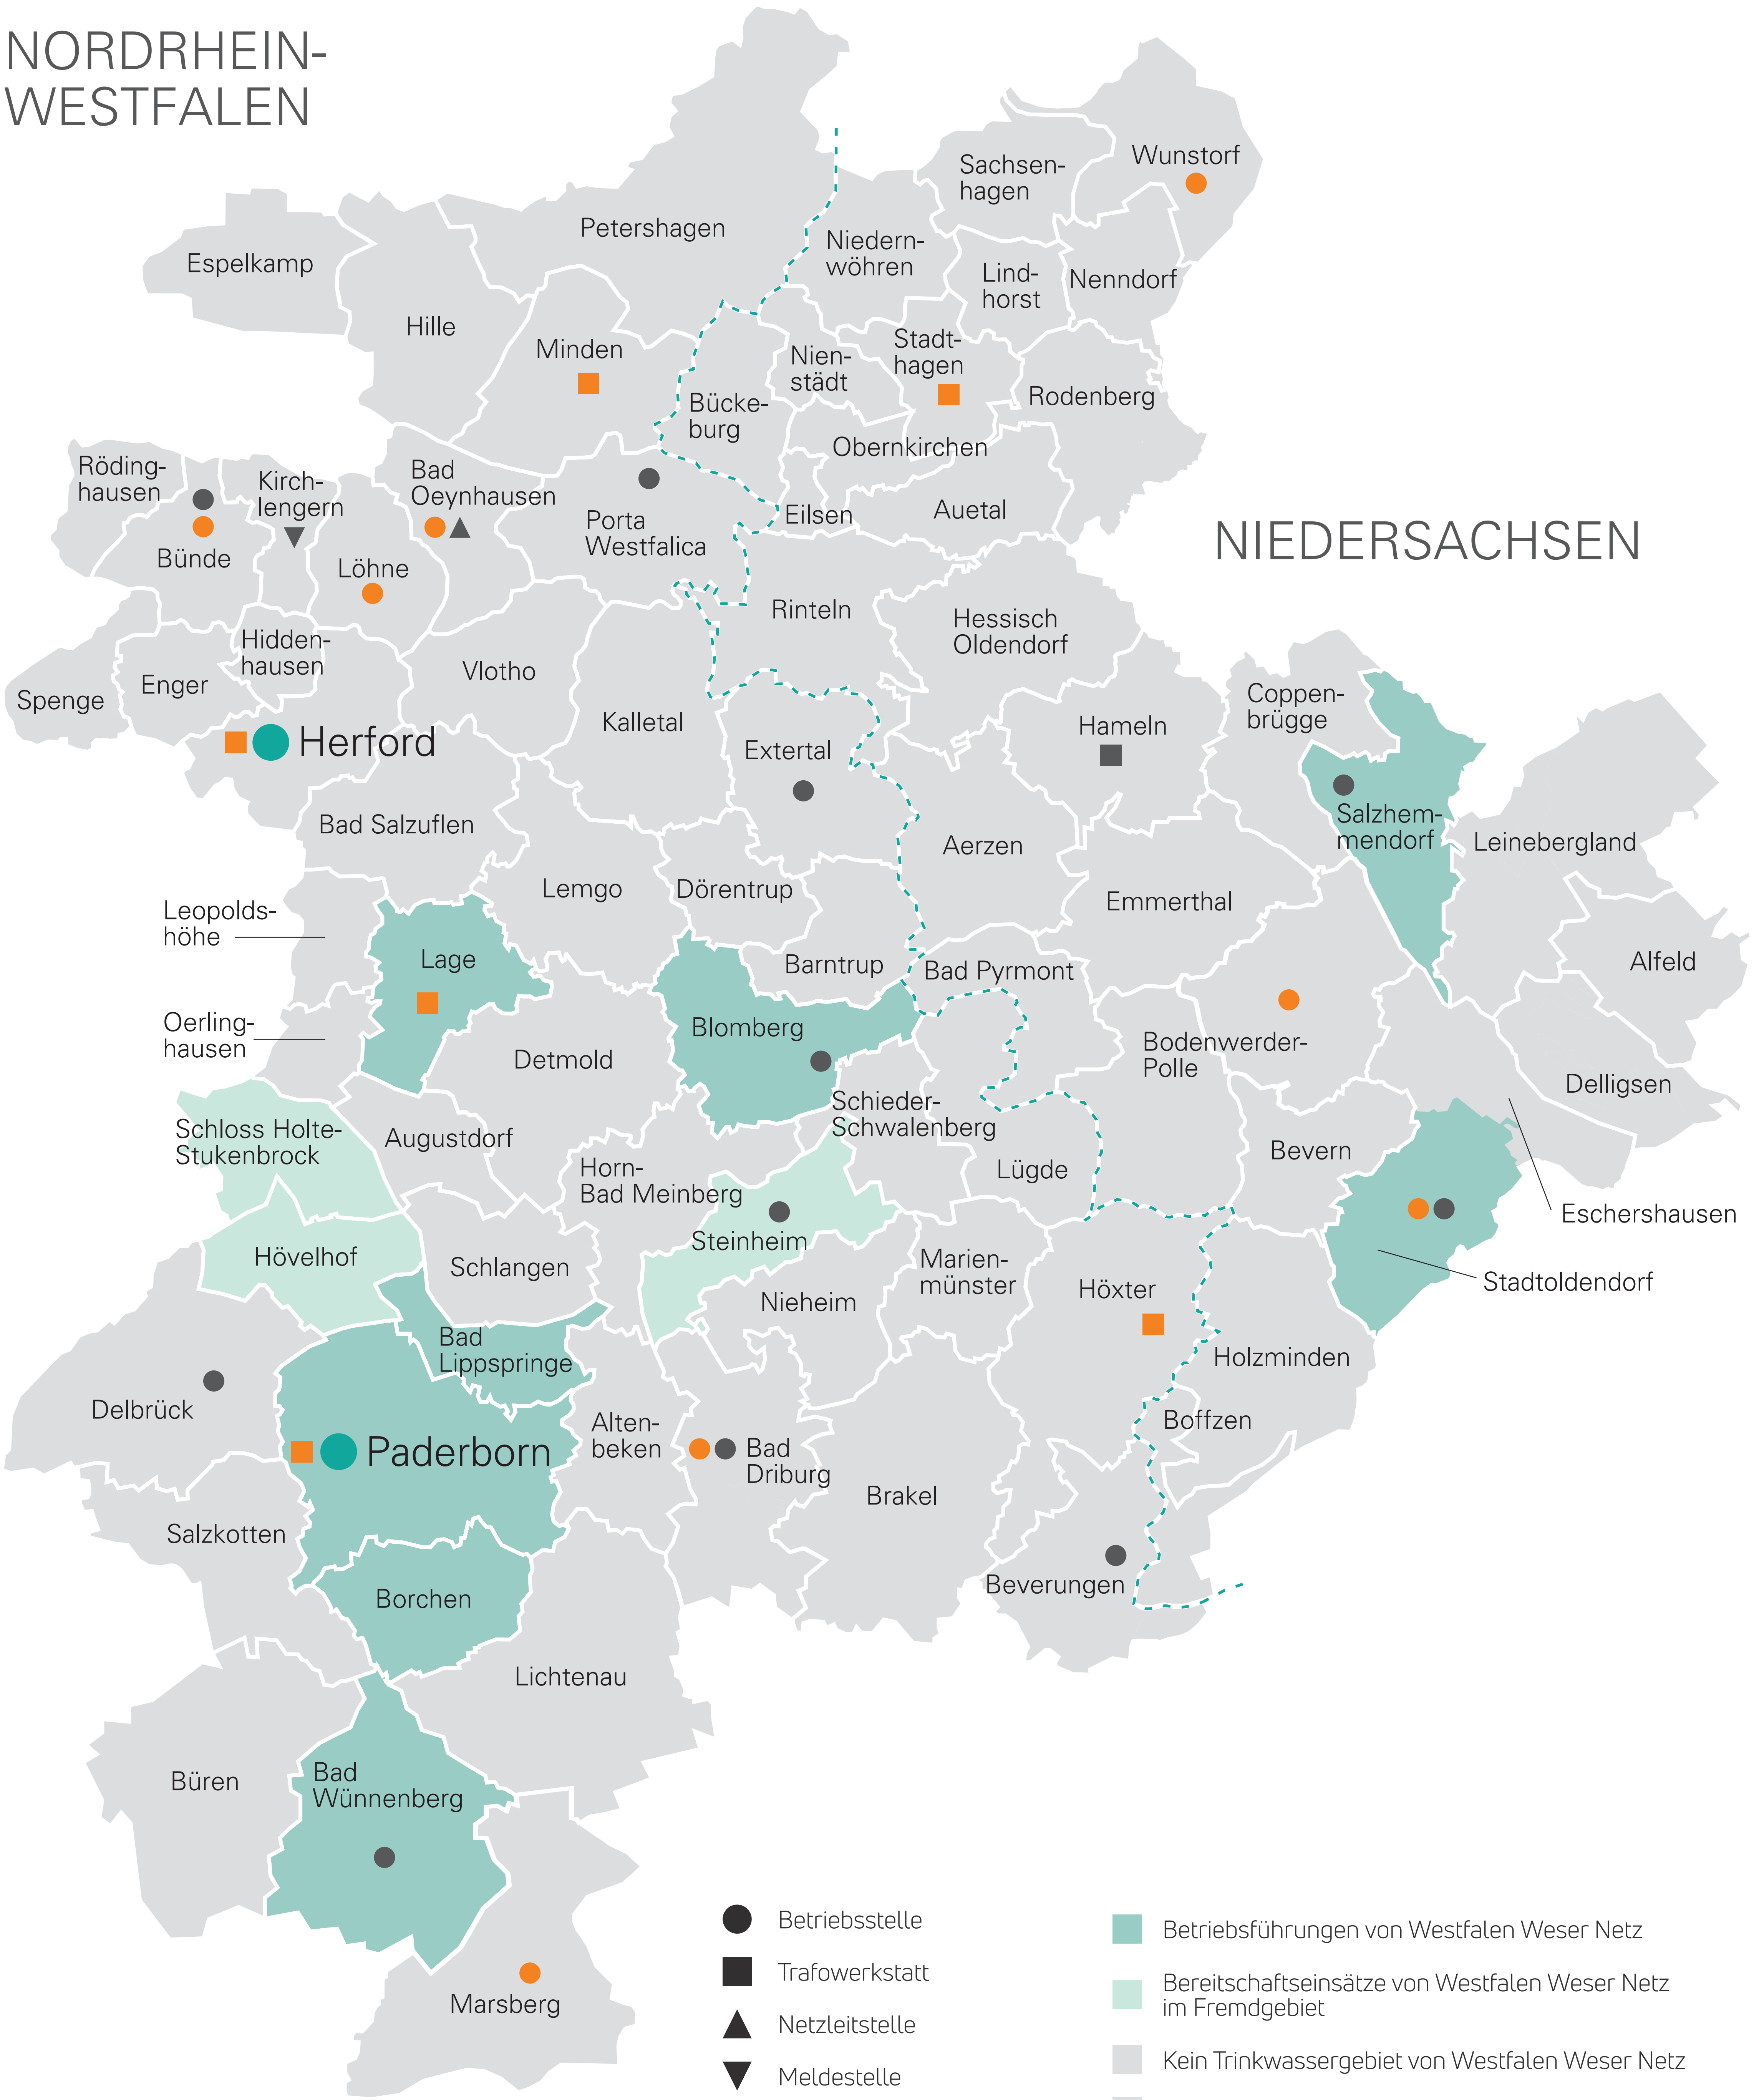 NORDRHEIN-
WESTFALEN
Wunstorf
Sachsen-
hagen
Petershagen
Niedern-
wöhren
Espelkamp
Lind-
horst
Nenndorf
Hille
Minden
Stadt-
hagen
Nien-
städt
Rodenberg
Bücke-
burg
Obernkirchen
Röding-
hausen
Kirch-
lengern
Bad
Oeynhausen
Porta
Westfalica
Eilsen
Auetal
NIEDERSACHSEN
Bünde
Löhne
Rinteln
Hessisch
Oldendorf
Hidden-
hausen
Spenge
Enger
Vlotho
Coppen-
brügge
Kalletal
Hameln
Herford
Extertal
Bad Salzuflen
Salzhem-
mendorf
Leinebergland
Aerzen
Lemgo
Dörentrup
Emmerthal
Leopolds-
höhe
Lage
Barntrup
Bad Pyrmont
Alfeld
Oerling-
hausen
Blomberg
Detmold
Bodenwerder-
Polle
Delligsen
Schieder-
Schwalenberg
Schloss Holte-
Stukenbrock
Augustdorf
Bevern
Horn-
Bad Meinberg
Lügde
Eschershausen
Steinheim
Hövelhof
Schlangen
Marien-
münster
Stadtoldendorf
Höxter
Nieheim
Bad
Lippspringe
Holzminden
Delbrück
Alten-
beken
Boffzen
Paderborn
Bad
Driburg
Brakel
Salzkotten
Beverungen
Borchen
Lichtenau
Büren
Bad
Wünnenberg
Marsberg
Betriebsstelle
Trafowerkstatt
Netzleitstelle
Meldestelle
Betriebsführungen von Westfalen Weser Netz
Bereitschaftseinsätze von Westfalen Weser Netz
im Fremdgebiet
Kein Trinkwassergebiet von Westfalen Weser Netz